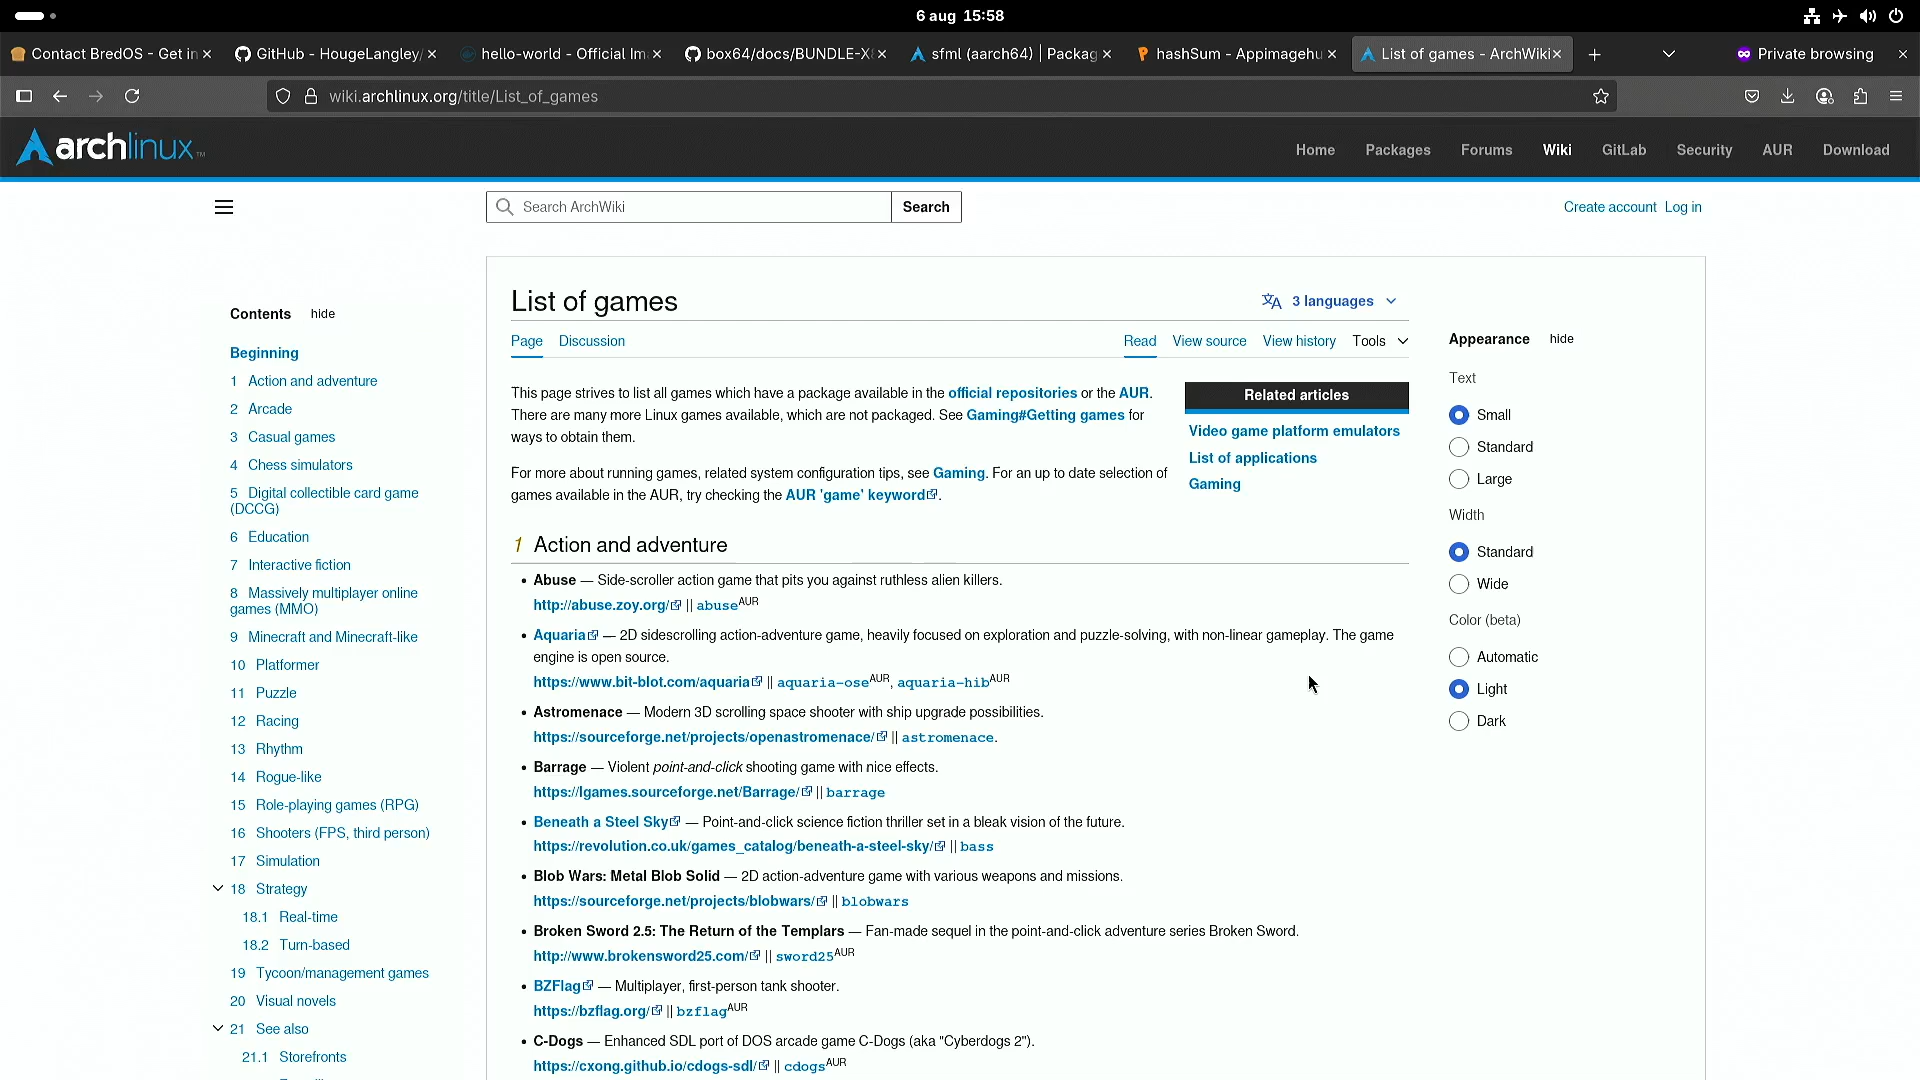 6 aug 15:58
Contact BredOS - Get in
GitHub - HougeLangley/
hello-world - Official Im
box64/docs/BUNDLE-X
sfml (aarch64) | Packag
hashSum - Appimagehu
List of games - ArchWiki
Private browsing
wiki.archlinux.org/title/List_of_games
archlinux™
Home Packages Forums Wiki GitLab Security AUR Download
Search ArchWiki Search
Create account Log in
Contents hide
Beginning
1 Action and adventure
2 Arcade
3 Casual games
4 Chess simulators
5 Digital collectible card game
(DCCG)
6 Education
7 Interactive fiction
8 Massively multiplayer online
games (MMO)
9 Minecraft and Minecraft-like
10 Platformer
11 Puzzle
12 Racing
13 Rhythm
14 Rogue-like
15 Role-playing games (RPG)
16 Shooters (FPS, third person)
17 Simulation
18 Strategy
18.1 Real-time
18.2 Turn-based
19 Tycoon/management games
20 Visual novels
21 See also
21.1 Storefronts
List of games
3 languages
Page Discussion
Read View source View history Tools
This page strives to list all games which have a package available in the official repositories or the AUR.
There are many more Linux games available, which are not packaged. See Gaming#Getting games for
ways to obtain them.
For more about running games, related system configuration tips, see Gaming. For an up to date selection of
games available in the AUR, try checking the AUR 'game' keyword.
Related articles
Video game platform emulators
List of applications
Gaming
1 Action and adventure
• Abuse — Side-scroller action game that pits you against ruthless alien killers.
http://abuse.zoy.org/ || abuseAUR
• Aquaria — 2D sidescrolling action-adventure game, heavily focused on exploration and puzzle-solving, with non-linear gameplay. The game
engine is open source.
https://www.bit-blot.com/aquaria || aquaria-oseAUR, aquaria-hibAUR
• Astromenace — Modern 3D scrolling space shooter with ship upgrade possibilities.
https://sourceforge.net/projects/openastromenace/ || astromenace.
• Barrage — Violent point-and-click shooting game with nice effects.
https://lgames.sourceforge.net/Barrage/ || barrage
• Beneath a Steel Sky — Point-and-click science fiction thriller set in a bleak vision of the future.
https://revolution.co.uk/games_catalog/beneath-a-steel-sky/ || bass
• Blob Wars: Metal Blob Solid — 2D action-adventure game with various weapons and missions.
https://sourceforge.net/projects/blobwars/ || blobwars
• Broken Sword 2.5: The Return of the Templars — Fan-made sequel in the point-and-click adventure series Broken Sword.
http://www.brokensword25.com/ || sword25AUR
• BZFlag — Multiplayer, first-person tank shooter.
https://bzflag.org/ || bzflagAUR
• C-Dogs — Enhanced SDL port of DOS arcade game C-Dogs (aka "Cyberdogs 2").
https://cxong.github.io/cdogs-sdl/ || cdogsAUR
Appearance hide
Text
Small
Standard
Large
Width
Standard
Wide
Color (beta)
Automatic
Light
Dark